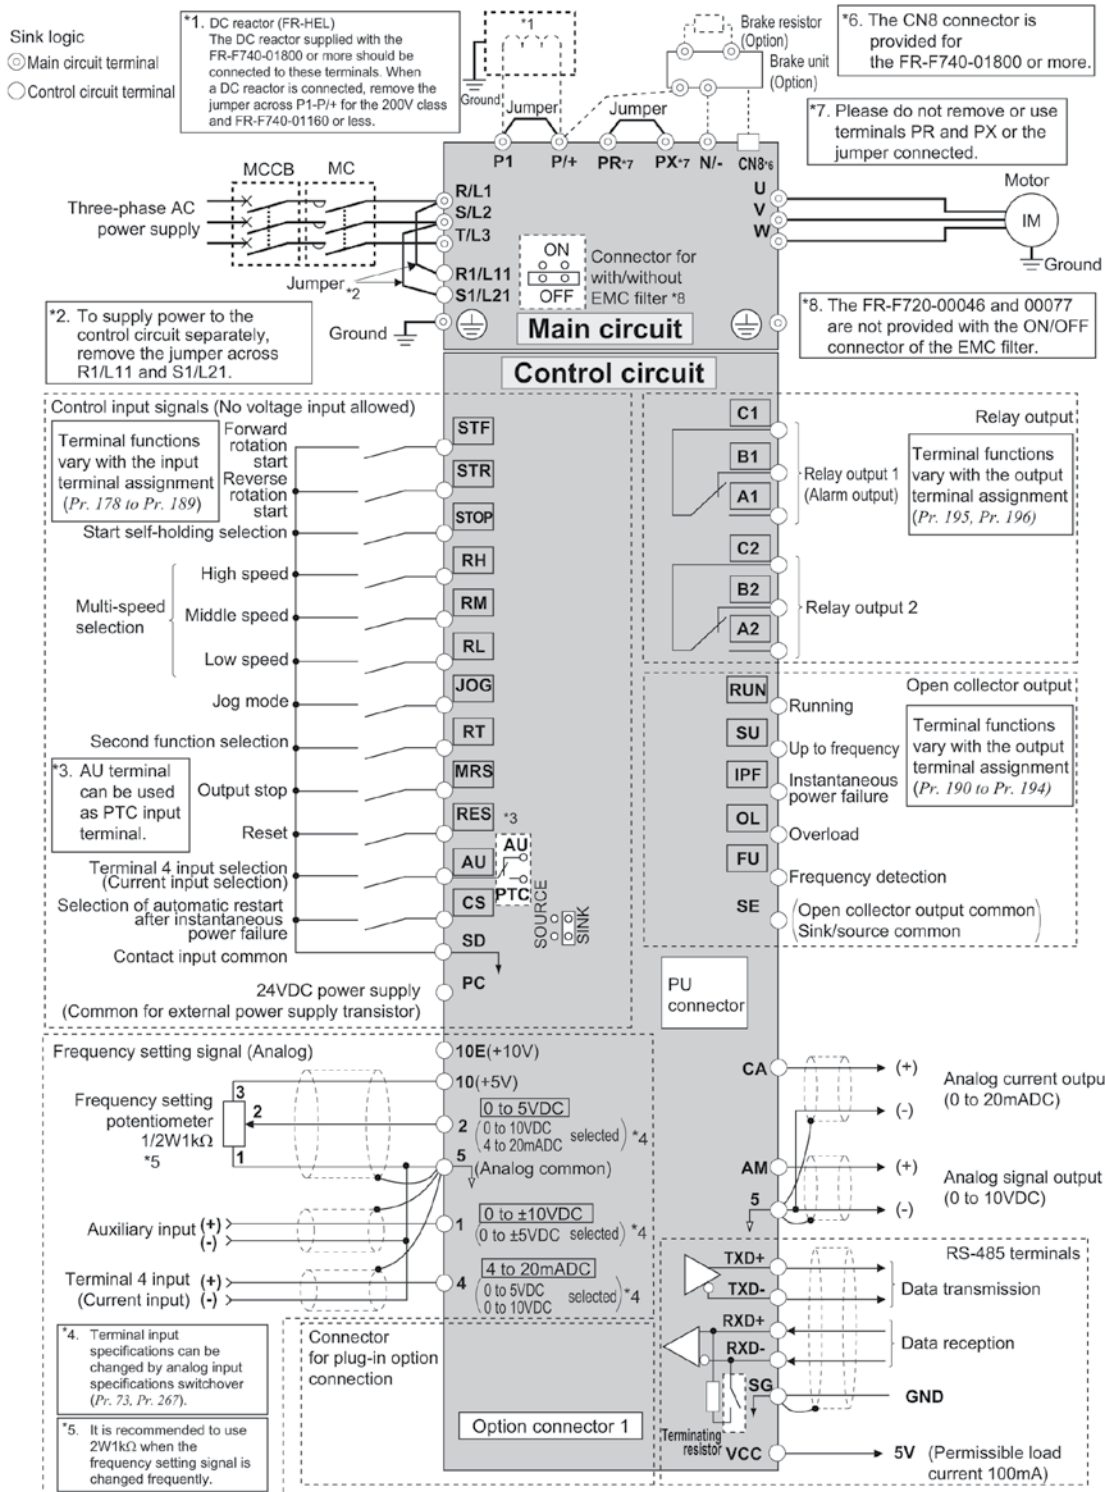 Sink logic
Main circuit terminal
Control circuit terminal
*1. DC reactor (FR-HEL)
The DC reactor supplied with the
FR-F740-01800 or more should be
connected to these terminals. When
a DC reactor is connected, remove the
jumper across P1-P/+ for the 200V class
and FR-F740-01160 or less.
*1
Ground
Jumper
Jumper
Brake resistor
(Option)
Brake unit
(Option)
*6. The CN8 connector is
provided for
the FR-F740-01800 or more.
*7. Please do not remove or use
terminals PR and PX or the
jumper connected.
P1
P/+
PR*7
PX*7
N/-
CN8*6
MCCB
MC
Three-phase AC
power supply
R/L1
S/L2
T/L3
R1/L11
S1/L21
Jumper *2
ON
OFF
Connector for
with/without
EMC filter *8
U
V
W
Motor
IM
Ground
*2. To supply power to the
control circuit separately,
remove the jumper across
R1/L11 and S1/L21.
Ground
Main circuit
*8. The FR-F720-00046 and 00077
are not provided with the ON/OFF
connector of the EMC filter.
Control circuit
Control input signals (No voltage input allowed)
Terminal functions
vary with the input
terminal assignment
(Pr. 178 to Pr. 189)
Forward
rotation
start
STF
Reverse
rotation
start
STR
Start self-holding selection
STOP
Multi-speed
selection
High speed
RH
Middle speed
RM
Low speed
RL
Jog mode
JOG
Second function selection
RT
*3. AU terminal
can be used
as PTC input
terminal.
Output stop
MRS
Reset
RES
*3
Terminal 4 input selection
(Current input selection)
AU
AU
PTC
Selection of automatic restart
after instantaneous
power failure
CS
SOURCE
SINK
Contact input common
SD
24VDC power supply
(Common for external power supply transistor)
PC
C1
B1
A1
Relay output
Relay output 1
(Alarm output)
Terminal functions
vary with the output
terminal assignment
(Pr. 195, Pr. 196)
C2
B2
A2
Relay output 2
Open collector output
RUN
Running
SU
Up to frequency
IPF
Instantaneous
power failure
OL
Overload
FU
Frequency detection
SE
(Open collector output common)
Sink/source common
Terminal functions
vary with the output
terminal assignment
(Pr. 190 to Pr. 194)
PU
connector
Frequency setting signal (Analog)
10E(+10V)
10(+5V)
Frequency setting
potentiometer
1/2W1kΩ
*5
3
2
1
2
0 to 5VDC
(0 to 10VDC
4 to 20mADC selected) *4
5
(Analog common)
Auxiliary input (+)
(-)
1
0 to ±10VDC
(0 to ±5VDC selected) *4
Terminal 4 input (+)
(Current input) (-)
4
4 to 20mADC
(0 to 5VDC
0 to 10VDC selected) *4
*4. Terminal input
specifications can be
changed by analog input
specifications switchover
(Pr. 73, Pr. 267).
*5. It is recommended to use
2W1kΩ when the
frequency setting signal is
changed frequently.
Connector
for plug-in option
connection
Option connector 1
CA
(+)
(-)
Analog current outpu
(0 to 20mADC)
AM
(+)
5
(-)
Analog signal output
(0 to 10VDC)
RS-485 terminals
TXD+
TXD-
Data transmission
RXD+
RXD-
Data reception
SG
GND
Terminating
resistor
VCC
5V (Permissible load
current 100mA)